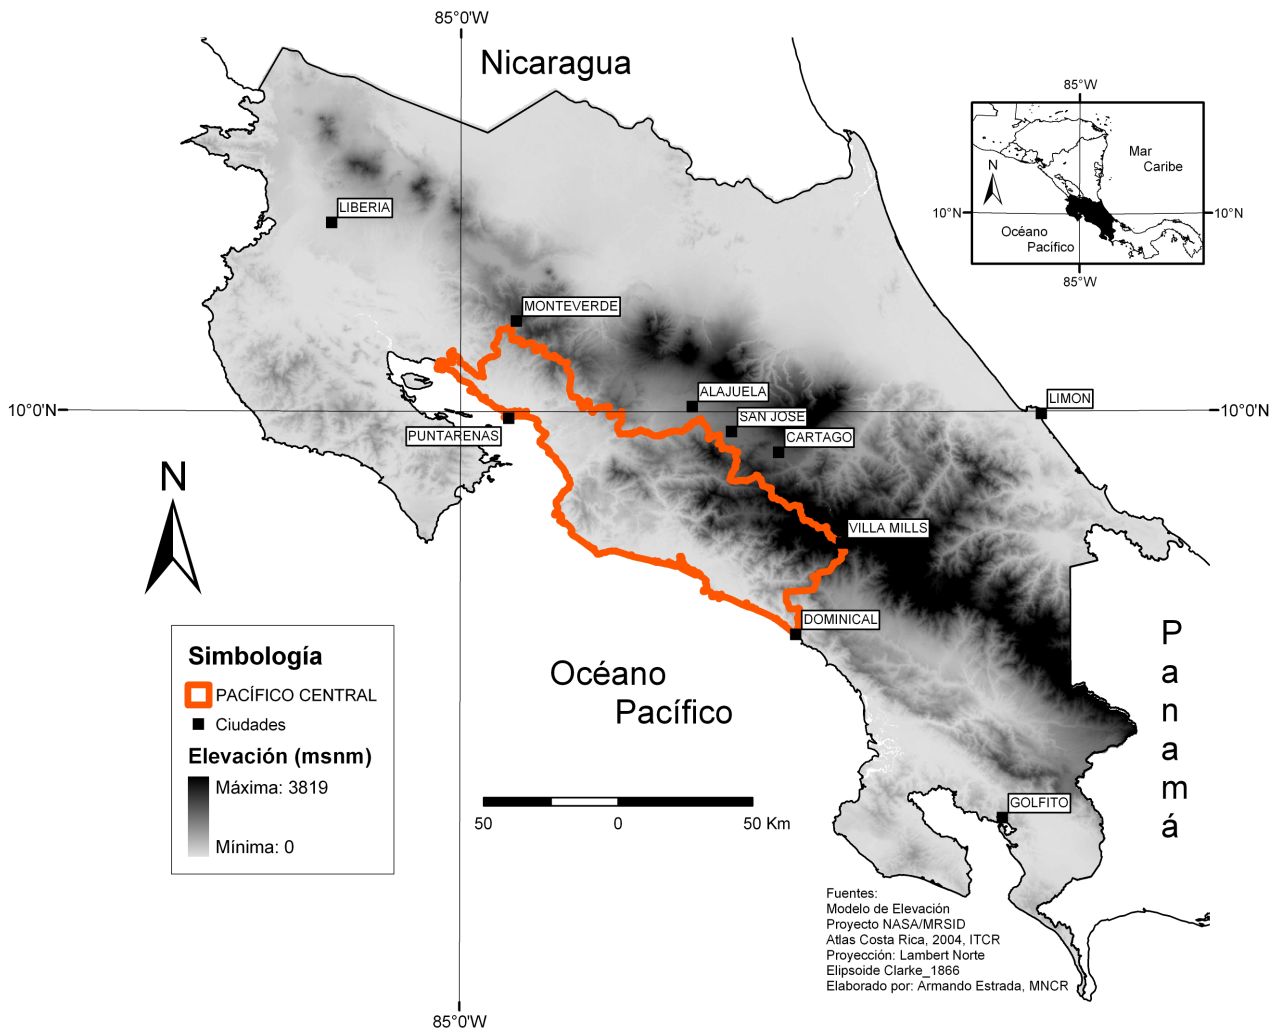 85°0'W
Nicaragua
85°W
Mar
Caribe
N
10°N
10°N
Océano
Pacífico
85°W
LIBERIA
MONTEVERDE
ALAJUELA
SAN JOSE
CARTAGO
LIMON
10°0'N
10°0'N
PUNTARENAS
N
VILLA MILLS
DOMINICAL
Panamá
Océano
Pacífico
Simbología
PACÍFICO CENTRAL
Ciudades
Elevación (msnm)
Máxima: 3819
Mínima: 0
50
0
50 Km
GOLFITO
Fuentes:
Modelo de Elevación
Proyecto NASA/MRSID
Atlas Costa Rica, 2004, ITCR
Proyección: Lambert Norte
Elipsoide Clarke_1866
Elaborado por: Armando Estrada, MNCR
85°0'W